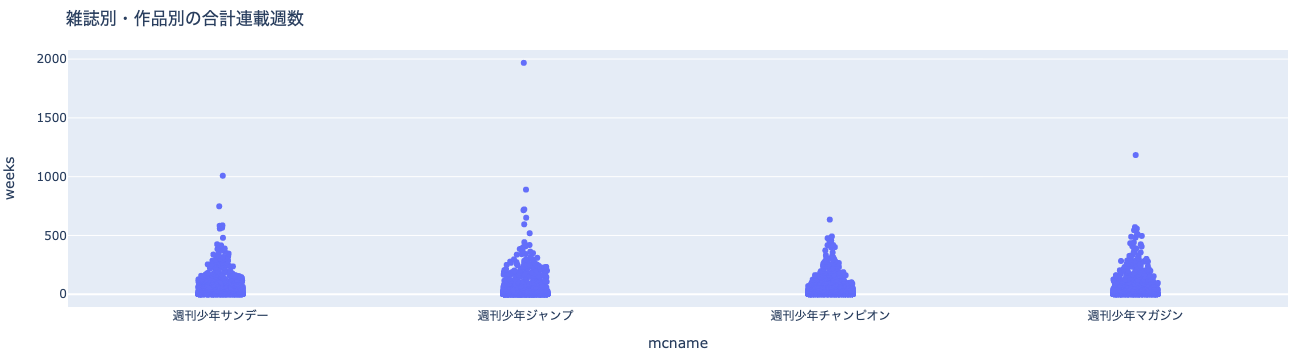 雑誌別・作品別の合計連載週数
2000
1500
1000
500
0
weeks
週刊少年サンデー 週刊少年ジャンプ 週刊少年チャンピオン 週刊少年マガジン
mcname